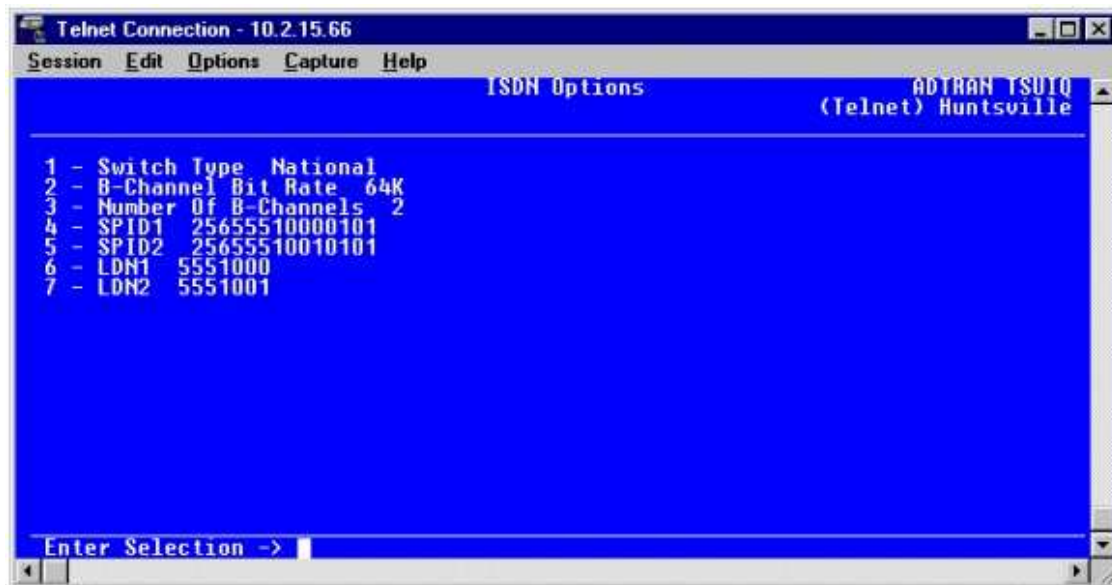 Telnet Connection - 10.2.15.66
Session Edit Options Capture Help
ISDN Options ADTRAN TSUIQ
(Telnet) Huntsville
1 - Switch Type National
2 - B-Channel Bit Rate 64K
3 - Number Of B-Channels 2
4 - SPID1 25655510000101
5 - SPID2 25655510010101
6 - LDN1 5551000
7 - LDN2 5551001
Enter Selection ->